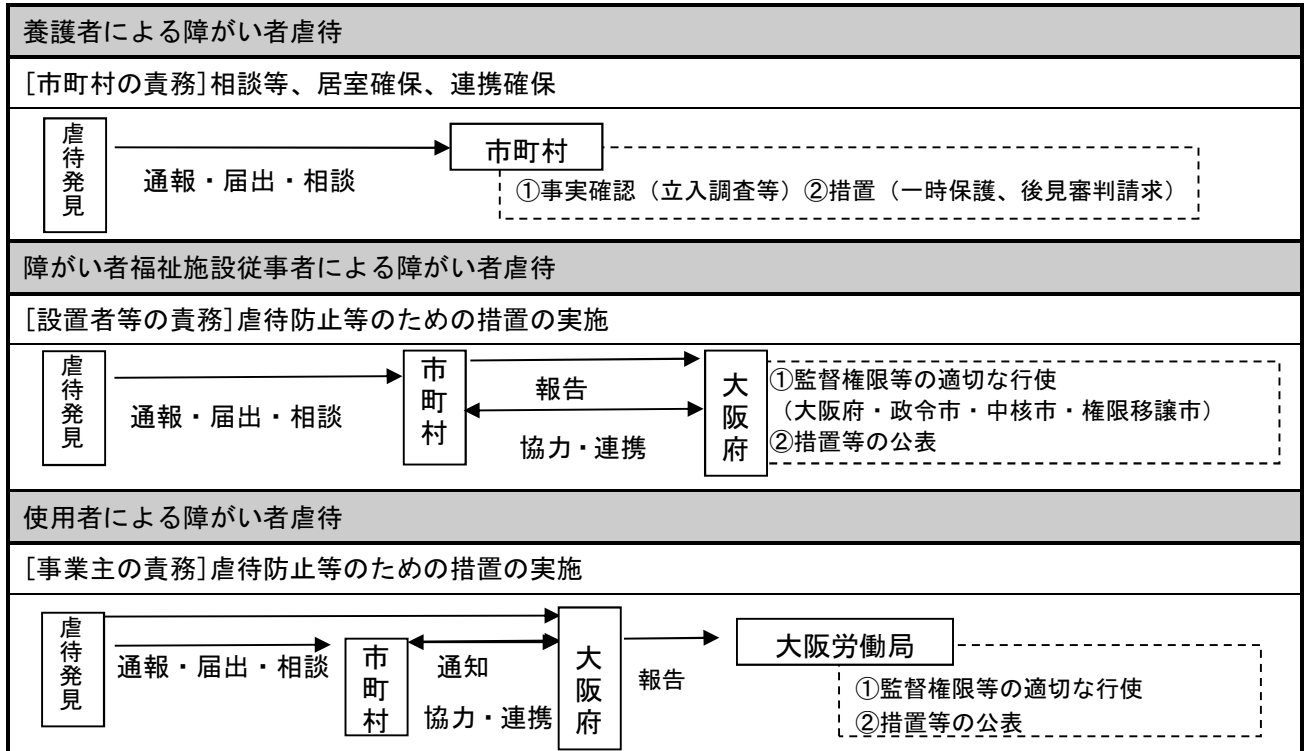 養護者による障がい者虐待
[市町村の責務]相談等、居室確保、連携確保
虐待発見
通報・届出・相談
市町村
①事実確認（立入調査等）②措置（一時保護、後見審判請求）
障がい者福祉施設従事者による障がい者虐待
[設置者等の責務]虐待防止等のための措置の実施
虐待発見
通報・届出・相談
市町村
報告
協力・連携
大阪府
①監督権限等の適切な行使
（大阪府・政令市・中核市・権限移譲市）
②措置等の公表
使用者による障がい者虐待
[事業主の責務]虐待防止等のための措置の実施
虐待発見
通報・届出・相談
市町村
通知
協力・連携
大阪府
報告
大阪労働局
①監督権限等の適切な行使
②措置等の公表